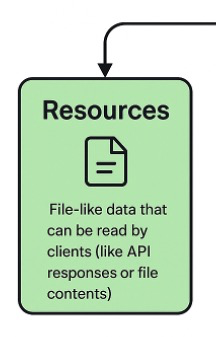 Resources
File-like data that
can be read by
clients (like API
responses or file
contents)